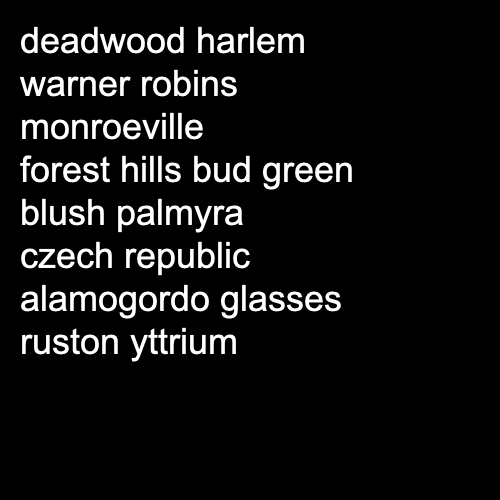 deadwood harlem
warner robins
monroeville
forest hills bud green
blush palmyra
czech republic
alamogordo glasses
ruston yttrium